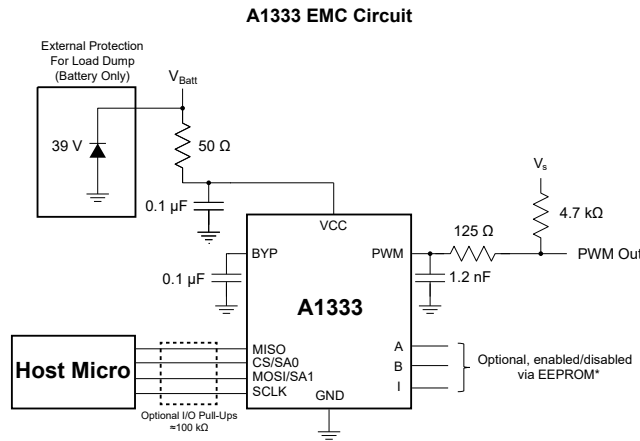 A1333 EMC Circuit
External Protection
For Load Dump
(Battery Only)
VBatt
39 V
50 Ω
Vs
0.1 µF
4.7 kΩ
VCC
125 Ω
BYP
PWM
PWM Out
0.1 µF
1.2 nF
A1333
Host Micro
MISO
CS/SA0
MOSI/SA1
SCLK
A
B
I
Optional, enabled/disabled
via EEPROM*
GND
Optional I/O Pull-Ups
≈100 kΩ